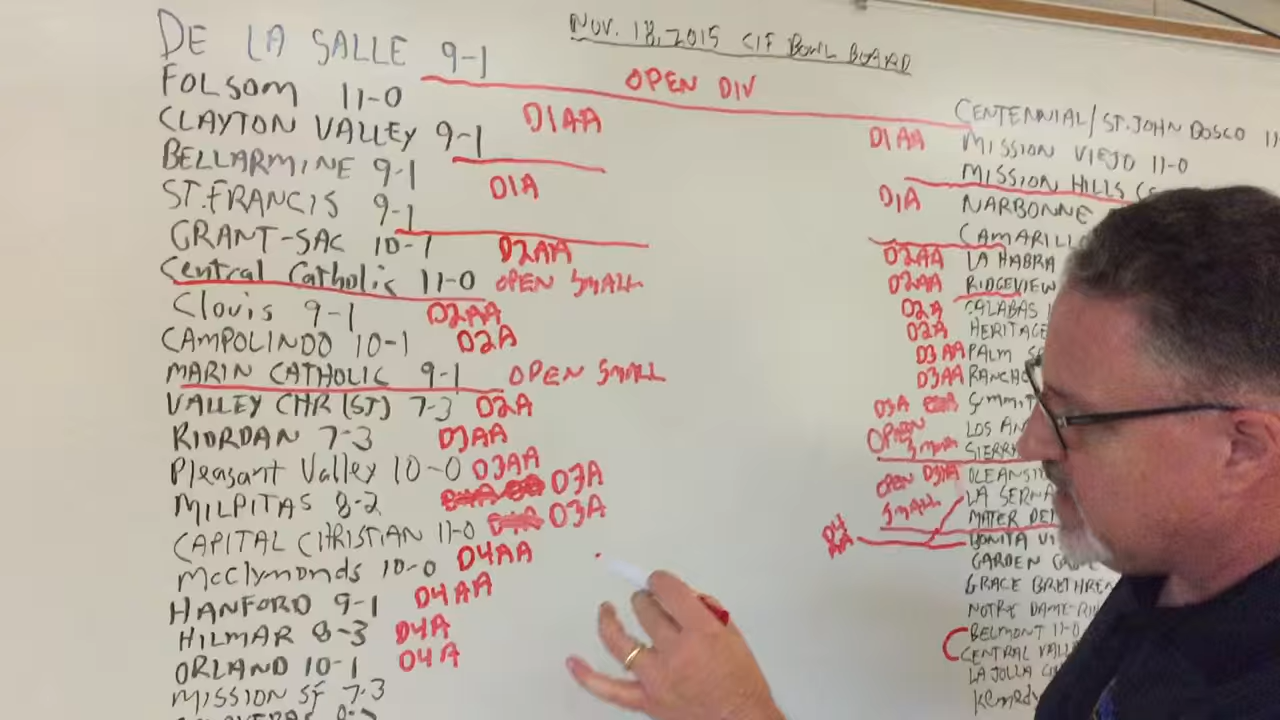 NOV. 18, 2015 CIF BOWL BOARD
DE LA SALLE 9-1
OPEN DIV
FOLSOM 11-0
D1AA
CLAYTON VALLEY 9-1
BELLARMINE 9-1
D1A
ST. FRANCIS 9-1
GRANT-SAC 10-1 D2AA
Central Catholic 11-0 OPEN SMALL
Clovis 9-1 D2AA
CAMPOLINDO 10-1 D2A
MARIN CATHOLIC 9-1 OPEN SMALL
VALLEY CHR (SJ) 7-3 D2A
RIORDAN 7-3 D3AA
Pleasant Valley 10-0 D3AA
MILPITAS 8-2 D3A
CAPITAL CHRISTIAN 11-0 D3A
McClymonds 10-0 D4AA
HANFORD 9-1 D4AA
HILMAR 8-3 D4A
ORLAND 10-1 D4A
MISSION SF 7-3
CENTENNIAL/ST. JOHN BOSCO 11-
D1AA MISSION VIEJO 11-0
MISSION HILLS
D1A NARBONNE
CAMARILLO
D2AA LA HABRA
D2AA RIDGEVIEW
D2A CALABAS
D2A HERITAGE
D3AA PALM
D3AA RANCHO
D3A SUMMIT
OPEN SMALL LOS AN
SIERRA
OPEN SMALL D3A OCEANSI
LA SERNA
MATER DEI
D4AA BONITA VI
GARDEN GRO
GRACE BRETHREN
NOTRE DAME-RI
BELMONT 11-0
CENTRAL VALL
LA JOLLA
Kennedy